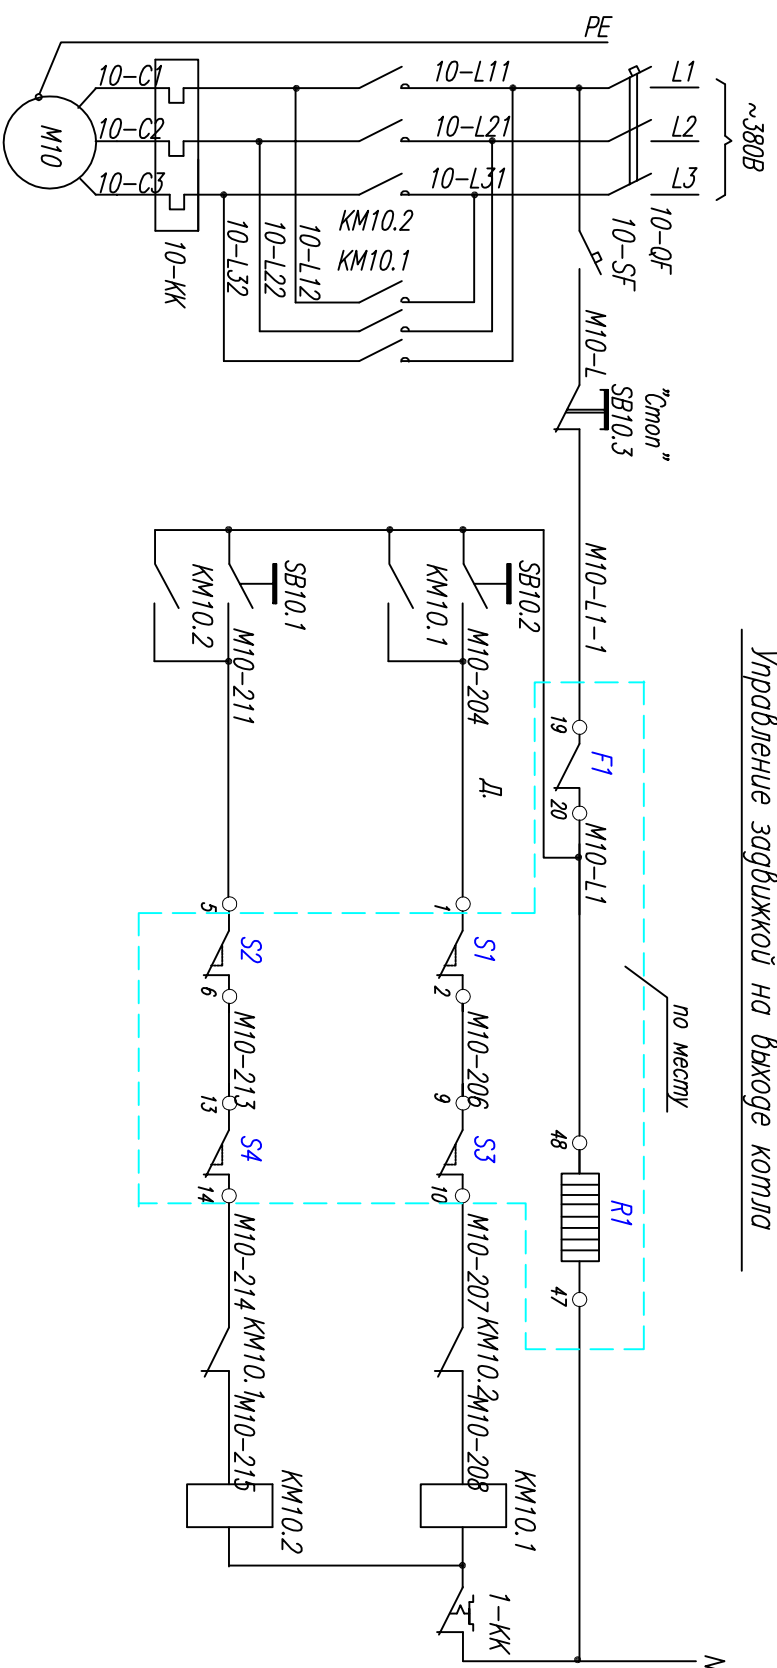 Управление задвижкой на выходе котла
~380В
L1
L2
L3
PE
10-QF
10-SF
10-L11
10-L21
10-L31
KM10.2
KM10.1
10-L12
10-L22
10-L32
10-KK
10-C1
10-C2
10-C3
M10
M10-L
"Стоп"
SB10.3
M10-L1-1
19
F1
20
M10-L1
по месту
48
R1
47
N
SB10.2
KM10.1
M10-204
Д.
1
S1
2
M10-206
9
S3
10
M10-207
KM10.2
M10-208
KM10.1
1-KK
SB10.1
KM10.2
M10-211
5
S2
6
M10-213
13
S4
14
M10-214
KM10.1
M10-215
KM10.2